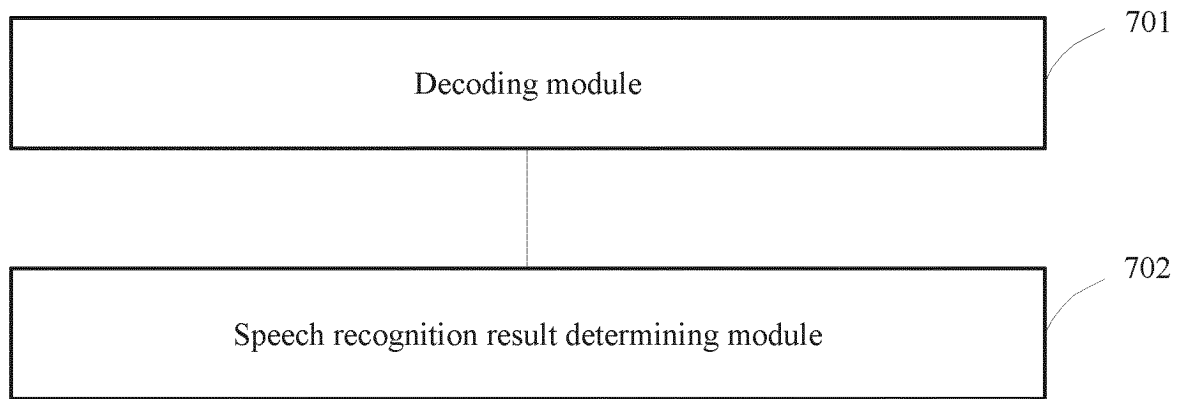 701
Decoding module
702
Speech recognition result determining module